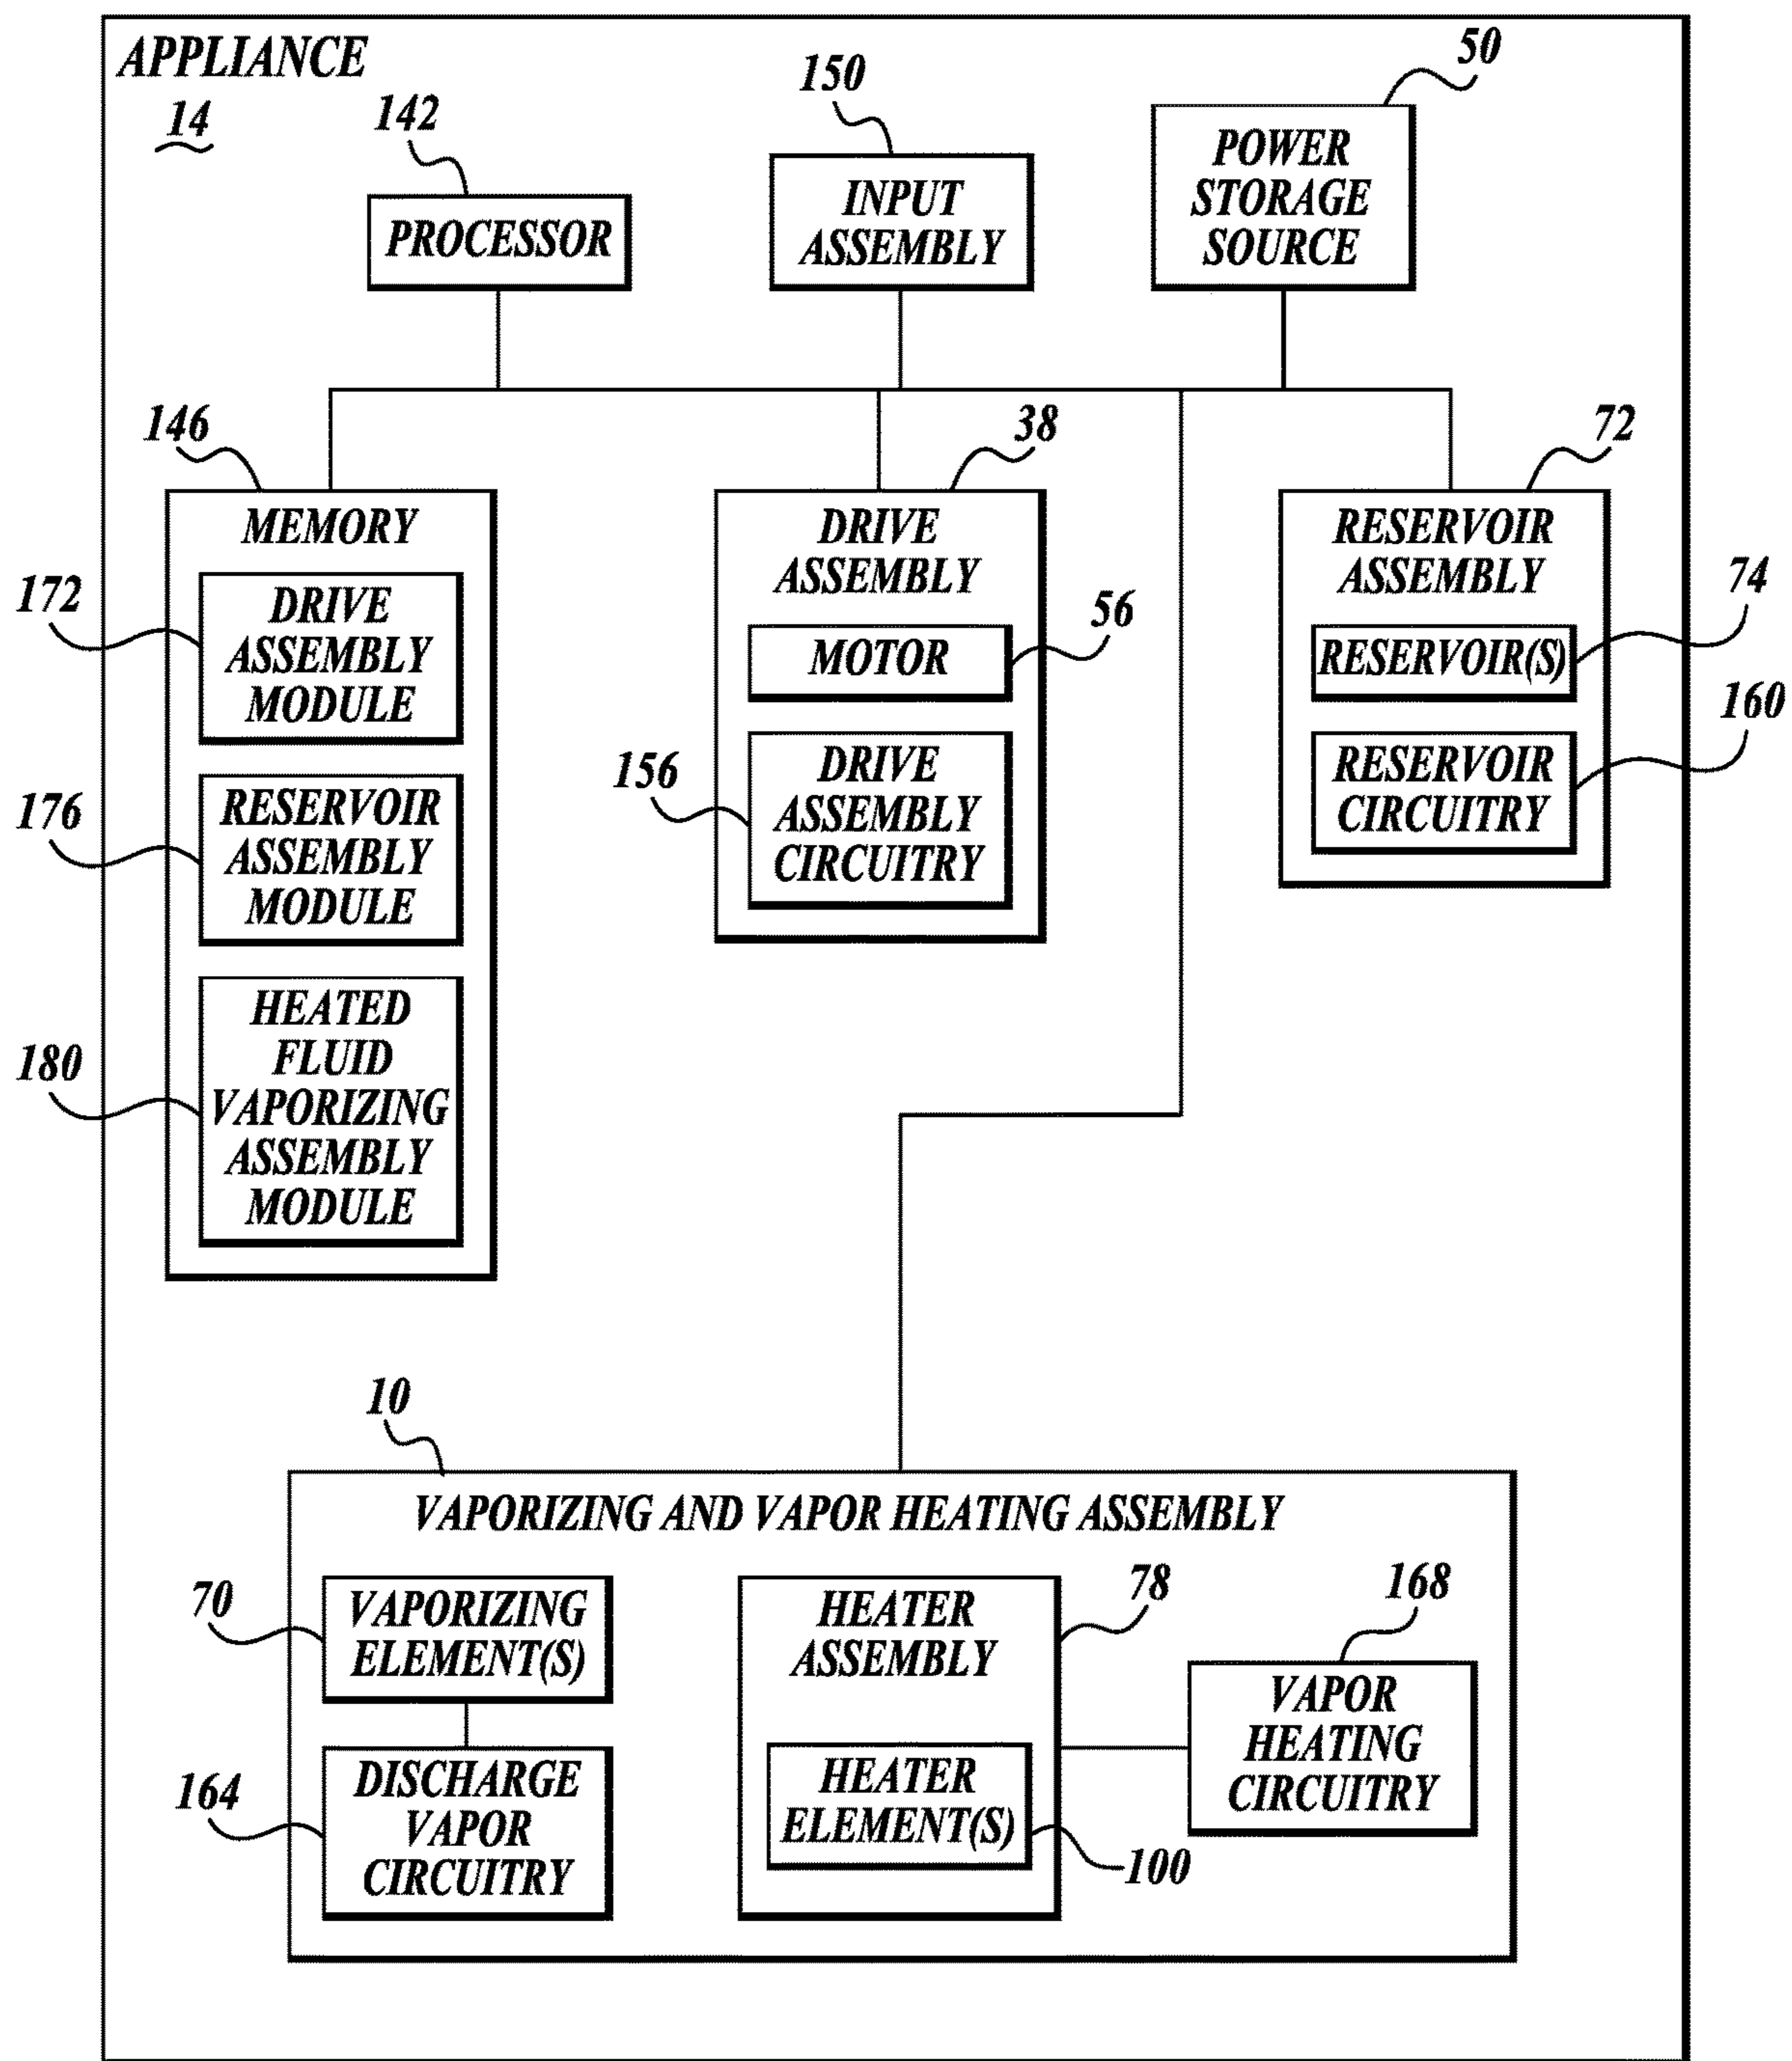 APPLIANCE
14
142
150
50
PROCESSOR
INPUT
ASSEMBLY
POWER
STORAGE
SOURCE
146
38
72
MEMORY
172
DRIVE
ASSEMBLY
MODULE
176
RESERVOIR
ASSEMBLY
MODULE
180
HEATED
FLUID
VAPORIZING
ASSEMBLY
MODULE
DRIVE
ASSEMBLY
56
MOTOR
156
DRIVE
ASSEMBLY
CIRCUITRY
RESERVOIR
ASSEMBLY
74
RESERVOIR(S)
160
RESERVOIR
CIRCUITRY
10
VAPORIZING AND VAPOR HEATING ASSEMBLY
70
VAPORIZING
ELEMENT(S)
164
DISCHARGE
VAPOR
CIRCUITRY
78
HEATER
ASSEMBLY
HEATER
ELEMENT(S)
100
168
VAPOR
HEATING
CIRCUITRY